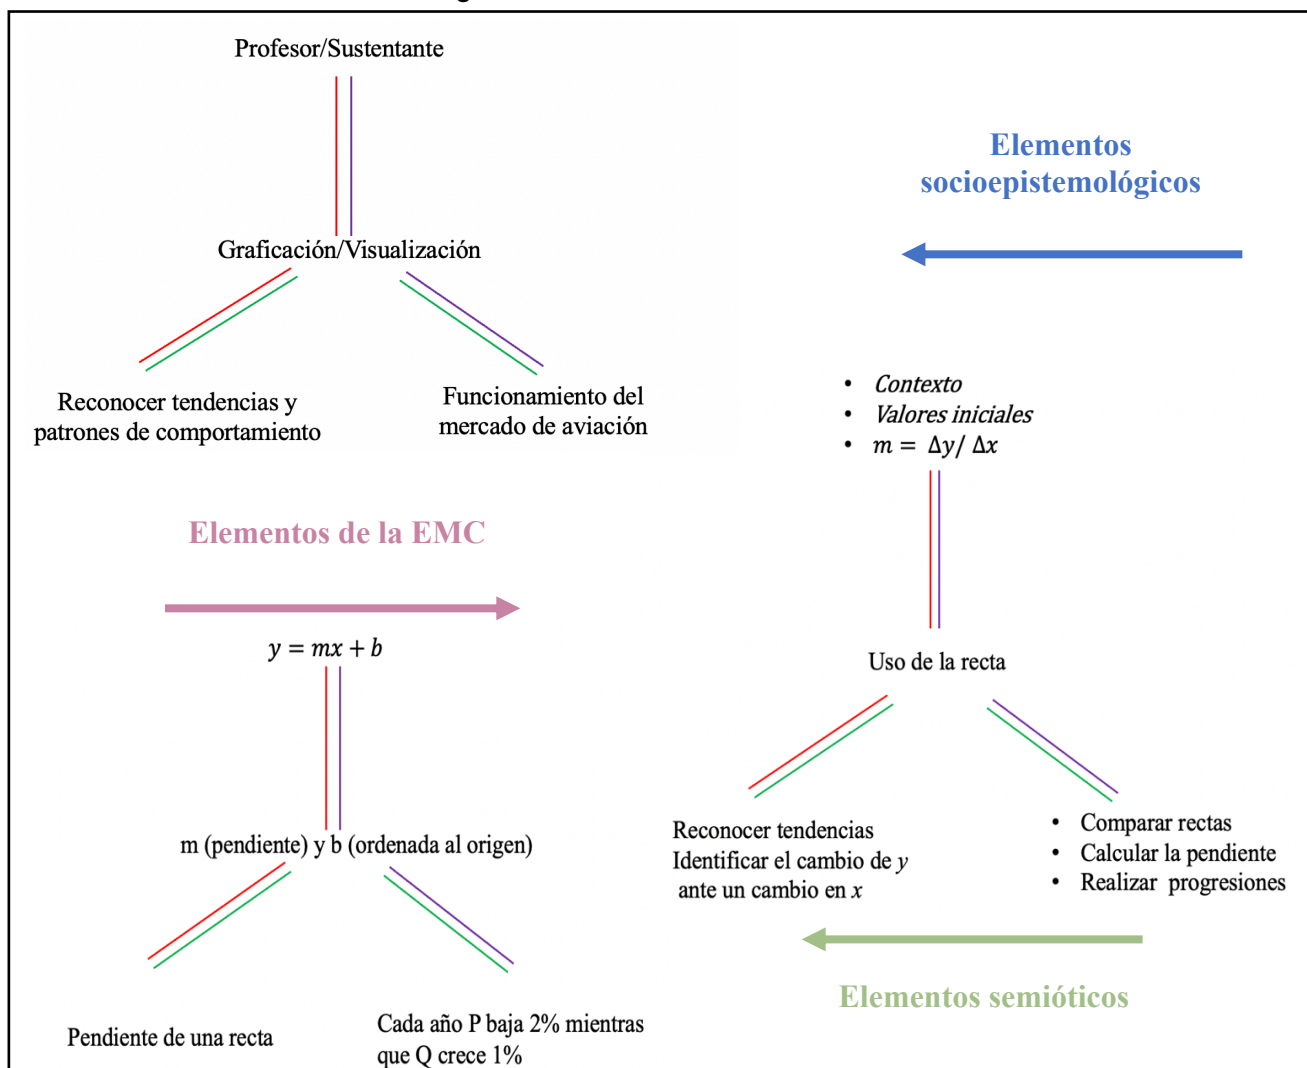 Profesor/Sustentante
Graficación/Visualización
Reconocer tendencias y
patrones de comportamiento
Funcionamiento del
mercado de aviación
Elementos
socioepistemológicos
• Contexto
• Valores iniciales
• m = Δy/ Δx
Elementos de la EMC
y = mx + b
m (pendiente) y b (ordenada al origen)
Pendiente de una recta
Cada año P baja 2% mientras
que Q crece 1%
Uso de la recta
Reconocer tendencias
Identificar el cambio de y
ante un cambio en x
• Comparar rectas
• Calcular la pendiente
• Realizar progresiones
Elementos semióticos